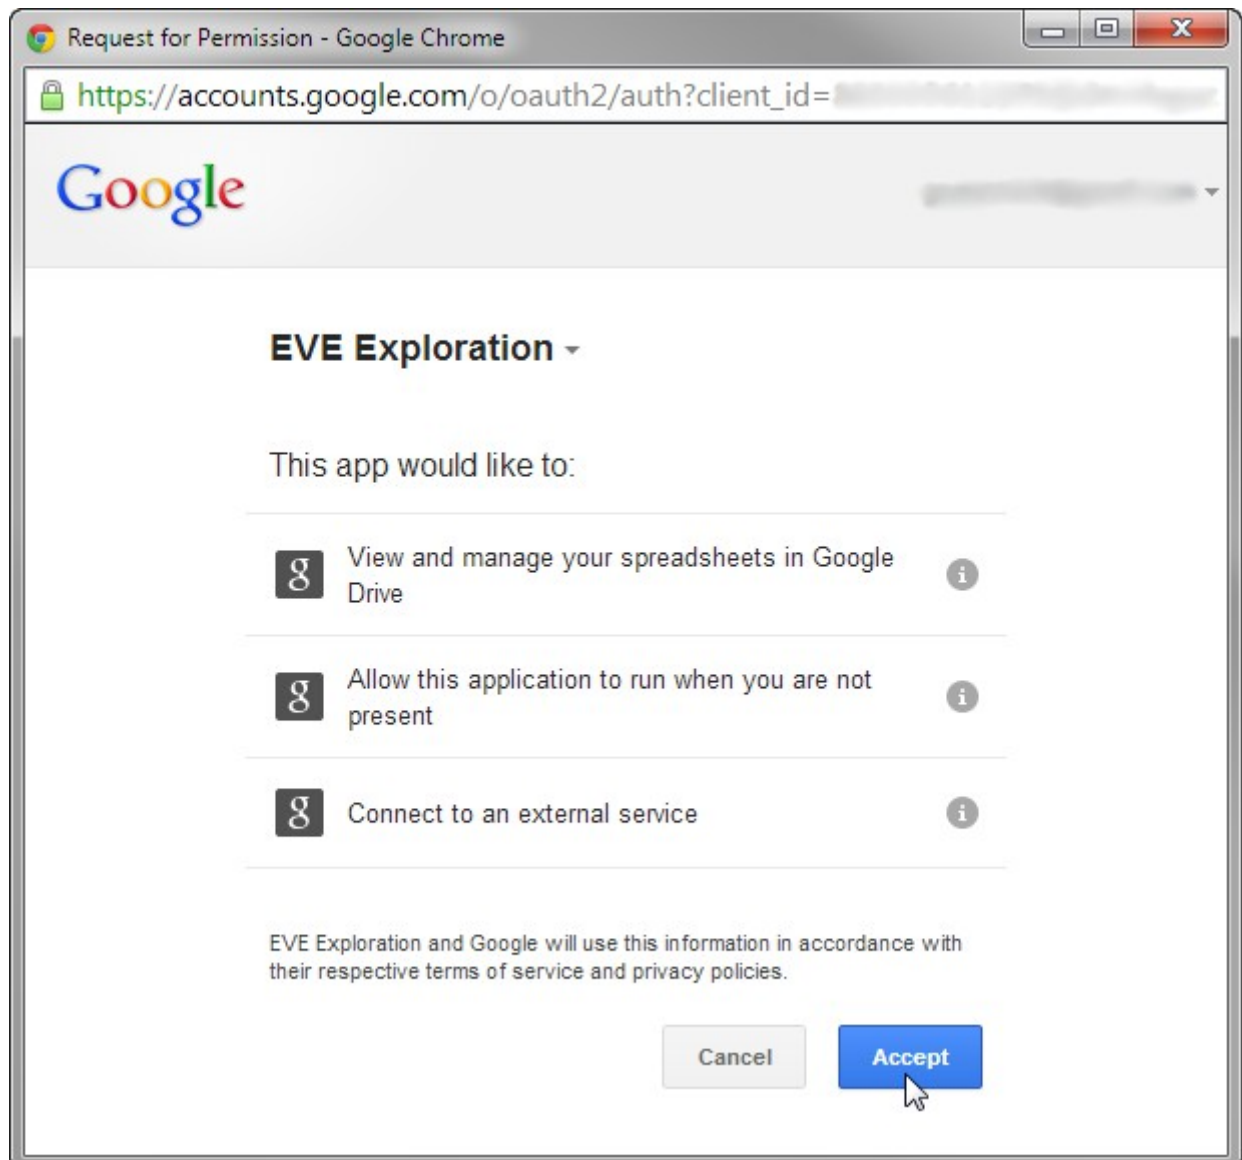 Request for Permission - Google Chrome
https://accounts.google.com/o/oauth2/auth?client_id=
Google
EVE Exploration
This app would like to:
View and manage your spreadsheets in Google
Drive
Allow this application to run when you are not
present
Connect to an external service
EVE Exploration and Google will use this information in accordance with
their respective terms of service and privacy policies.
Cancel
Accept